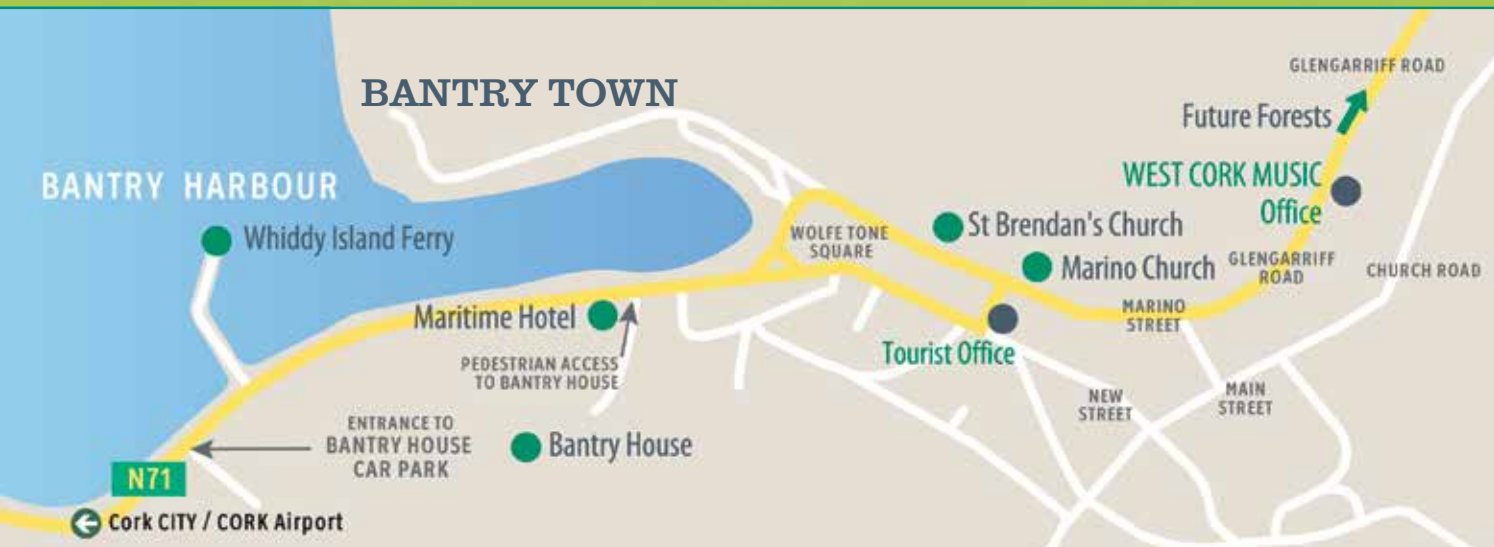 BANTRY TOWN
GLENGARRIFF ROAD
Future Forests
WEST CORK MUSIC
Office
BANTRY HARBOUR
Whiddy Island Ferry
WOLFE TONE
SQUARE
St Brendan's Church
Marino Church
GLENGARRIFF
ROAD
CHURCH ROAD
Maritime Hotel
MARINO
STREET
Tourist Office
PEDESTRIAN ACCESS
TO BANTRY HOUSE
NEW
STREET
MAIN
STREET
ENTRANCE TO
BANTRY HOUSE
CAR PARK
Bantry House
N71
Cork CITY / CORK Airport